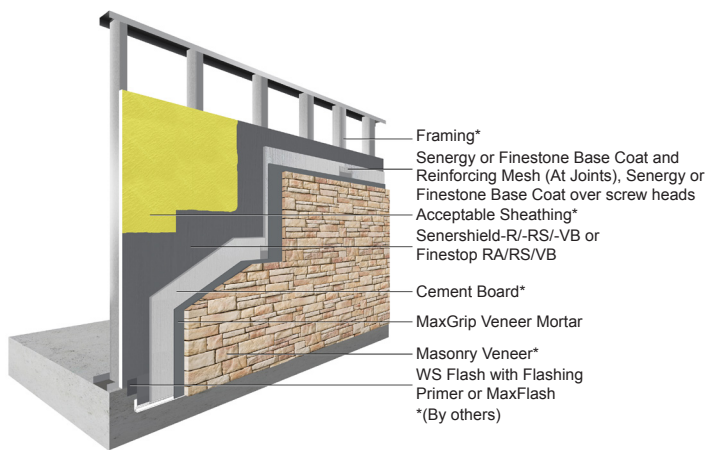 Framing*
Senergy or Finestone Base Coat and
Reinforcing Mesh (At Joints), Senergy or
Finestone Base Coat over screw heads
Acceptable Sheathing*
Senershield-R/-RS/-VB or
Finestop RA/RS/VB
Cement Board*
MaxGrip Veneer Mortar
Masonry Veneer*
WS Flash with Flashing
Primer or MaxFlash
*(By others)